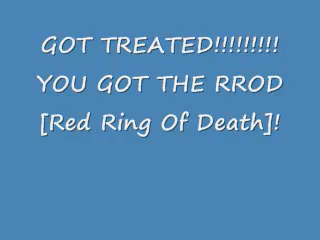 GOT TREATED!!!!!!!!!
YOU GOT THE RROD
[Red Ring Of Death]!